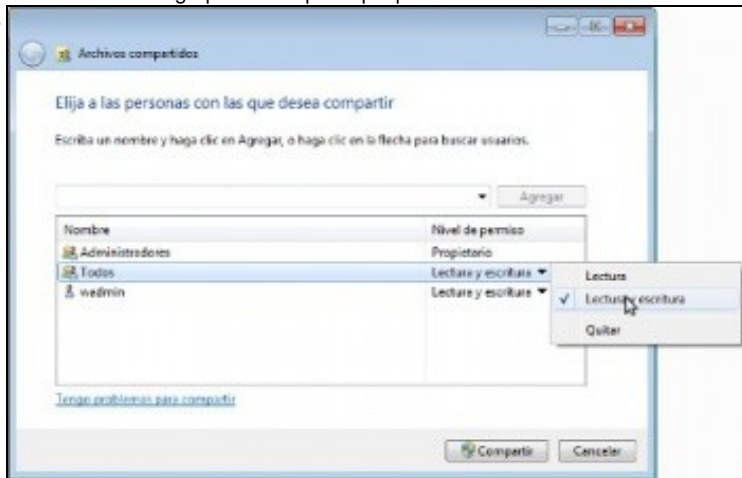 Archivos compartidos
Elija a las personas con las que desea compartir
Escriba un nombre y haga clic en Agregar, o haga clic en la flecha para buscar usuarios.
Agregar
Nombre Nivel de permiso
Administradores Propietario
Todos Lectura y escritura
wadmin Lectura y escritura
Lectura
Lectura y escritura
Quitar
Tengo problemas para compartir
Compartir Cancelar